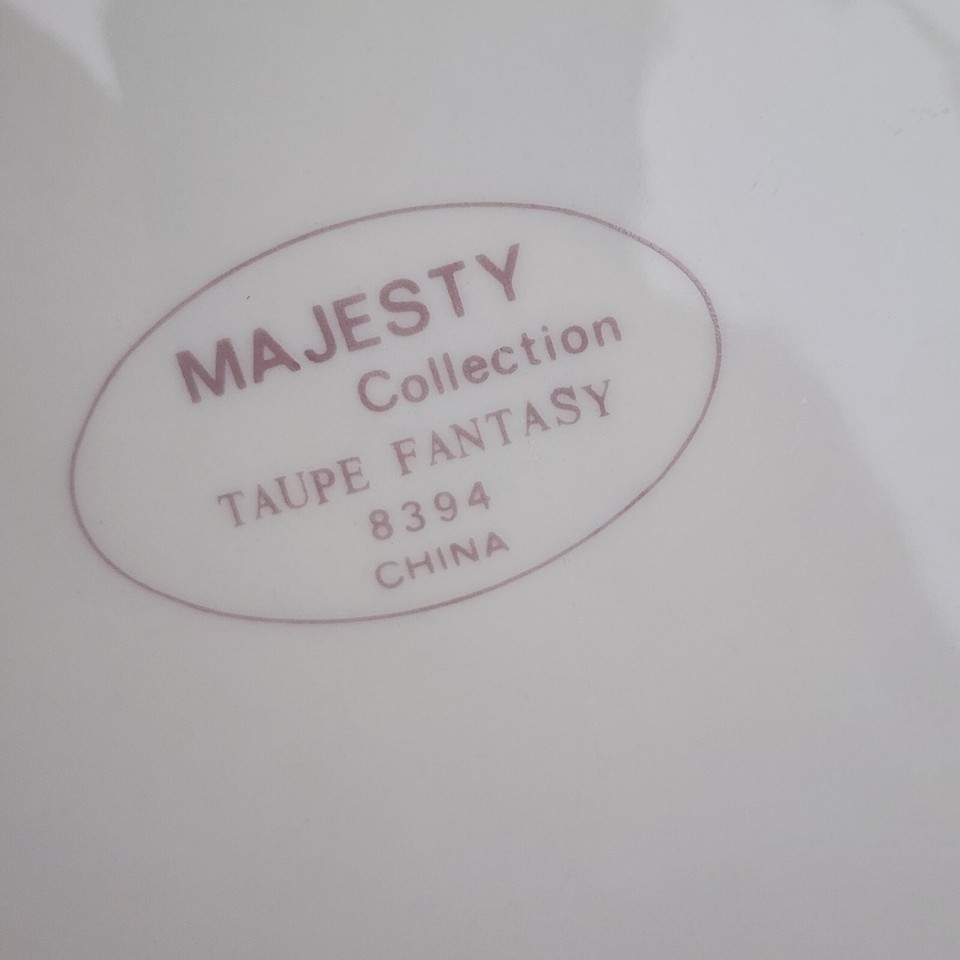 MAJESTY
Collection
TAUPE FANTASY
8394
CHINA